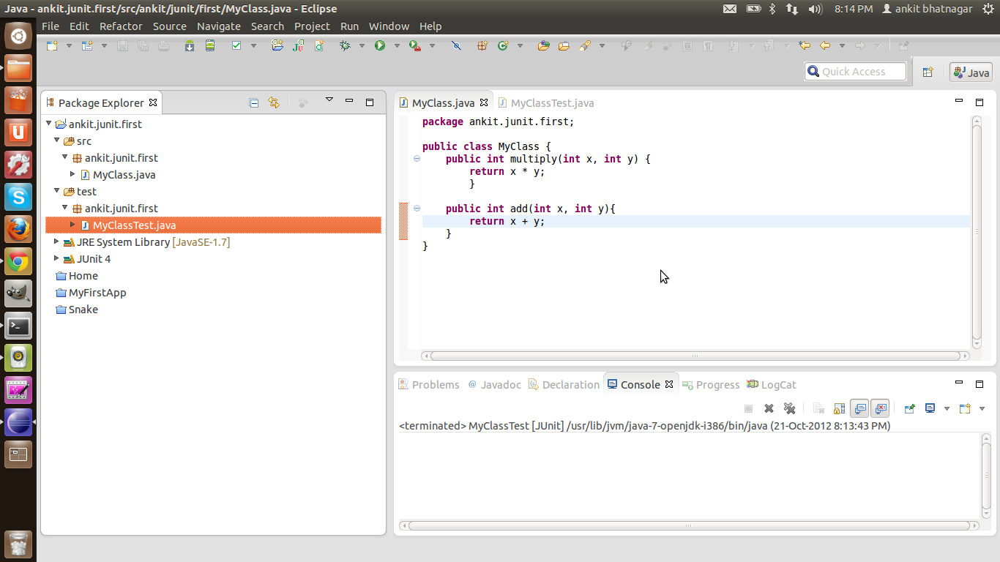 Java - ankit.junit.first/src/ankit/junit/first/MyClass.java - Eclipse
8:14 PM ankit bhatnagar
File Edit Refactor Source Navigate Search Project Run Window Help
Quick Access
Java
Package Explorer
ankit.junit.first
src
ankit.junit.first
MyClass.java
test
ankit.junit.first
MyClassTest.java
JRE System Library [JavaSE-1.7]
JUnit 4
Home
MyFirstApp
Snake
MyClass.java MyClassTest.java
package ankit.junit.first;
public class MyClass {
public int multiply(int x, int y) {
return x * y;
}
public int add(int x, int y){
return x + y;
}
}
Problems @ Javadoc Declaration Console Progress LogCat
<terminated> MyClassTest [JUnit] /usr/lib/jvm/java-7-openjdk-i386/bin/java (21-Oct-2012 8:13:43 PM)